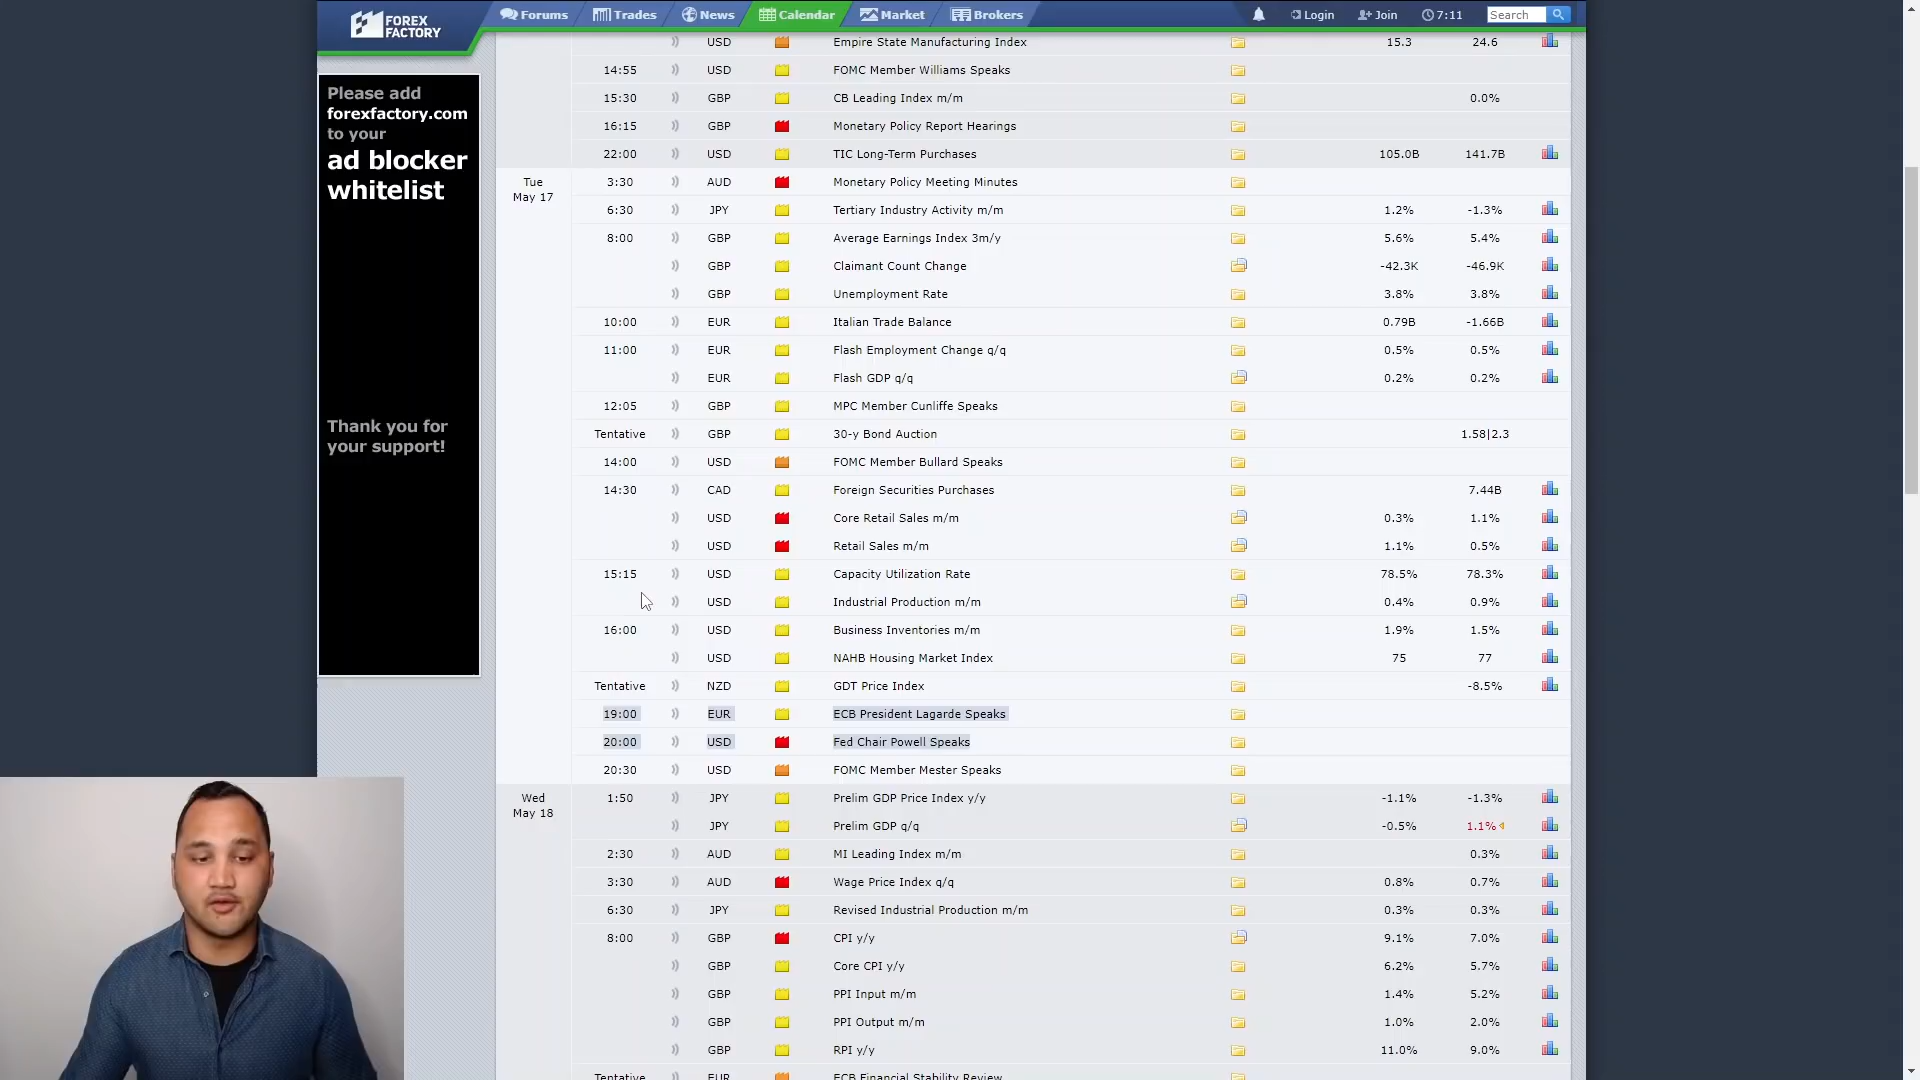 FOREX
FACTORY
Forums Trades News Calendar Market Brokers Login Join 7:11 Search
Please add
forexfactory.com
to your
ad blocker
whitelist
Thank you for
your support!
USD Empire State Manufacturing Index 15.3 24.6
14:55 USD FOMC Member Williams Speaks
15:30 GBP CB Leading Index m/m 0.0%
16:15 GBP Monetary Policy Report Hearings
22:00 USD TIC Long-Term Purchases 105.0B 141.7B
Tue
May 17
3:30 AUD Monetary Policy Meeting Minutes
6:30 JPY Tertiary Industry Activity m/m 1.2% -1.3%
8:00 GBP Average Earnings Index 3m/y 5.6% 5.4%
GBP Claimant Count Change -42.3K -46.9K
GBP Unemployment Rate 3.8% 3.8%
10:00 EUR Italian Trade Balance 0.79B -1.66B
11:00 EUR Flash Employment Change q/q 0.5% 0.5%
EUR Flash GDP q/q 0.2% 0.2%
12:05 GBP MPC Member Cunliffe Speaks
Tentative GBP 30-y Bond Auction 1.58|2.3
14:00 USD FOMC Member Bullard Speaks
14:30 CAD Foreign Securities Purchases 7.44B
USD Core Retail Sales m/m 0.3% 1.1%
USD Retail Sales m/m 1.1% 0.5%
15:15 USD Capacity Utilization Rate 78.5% 78.3%
USD Industrial Production m/m 0.4% 0.9%
16:00 USD Business Inventories m/m 1.9% 1.5%
USD NAHB Housing Market Index 75 77
Tentative NZD GDT Price Index -8.5%
19:00 EUR ECB President Lagarde Speaks
20:00 USD Fed Chair Powell Speaks
20:30 USD FOMC Member Mester Speaks
Wed
May 18
1:50 JPY Prelim GDP Price Index y/y -1.1% -1.3%
JPY Prelim GDP q/q -0.5% 1.1%
2:30 AUD MI Leading Index m/m 0.3%
3:30 AUD Wage Price Index q/q 0.8% 0.7%
6:30 JPY Revised Industrial Production m/m 0.3% 0.3%
8:00 GBP CPI y/y 9.1% 7.0%
GBP Core CPI y/y 6.2% 5.7%
GBP PPI Input m/m 1.4% 5.2%
GBP PPI Output m/m 1.0% 2.0%
GBP RPI y/y 11.0% 9.0%
Tentative EUR ECB Financial Stability Review